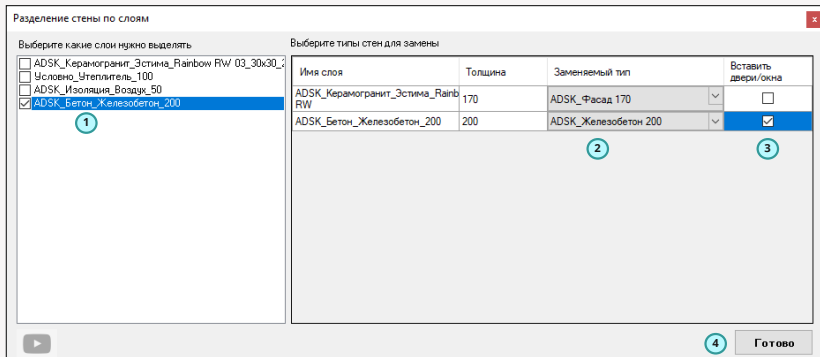 Разделение стены по слоям
x
Выберите какие слои нужно выделять
Выберите типы стен для замены
ADSK_Керамогранит_Эстима_Rainbow RW 03_30x30_
Условно_Утеплитель_100
ADSK_Изоляция_Воздух_50
ADSK_Бетон_Железобетон_200
1
Имя слоя
Толщина
Заменяемый тип
Вставить
двери/окна
ADSK_Керамогранит_Эстима_Rainb
RW
170
ADSK_Фасад 170
ADSK_Бетон_Железобетон_200
200
ADSK_Железобетон 200
2
3
4
Готово